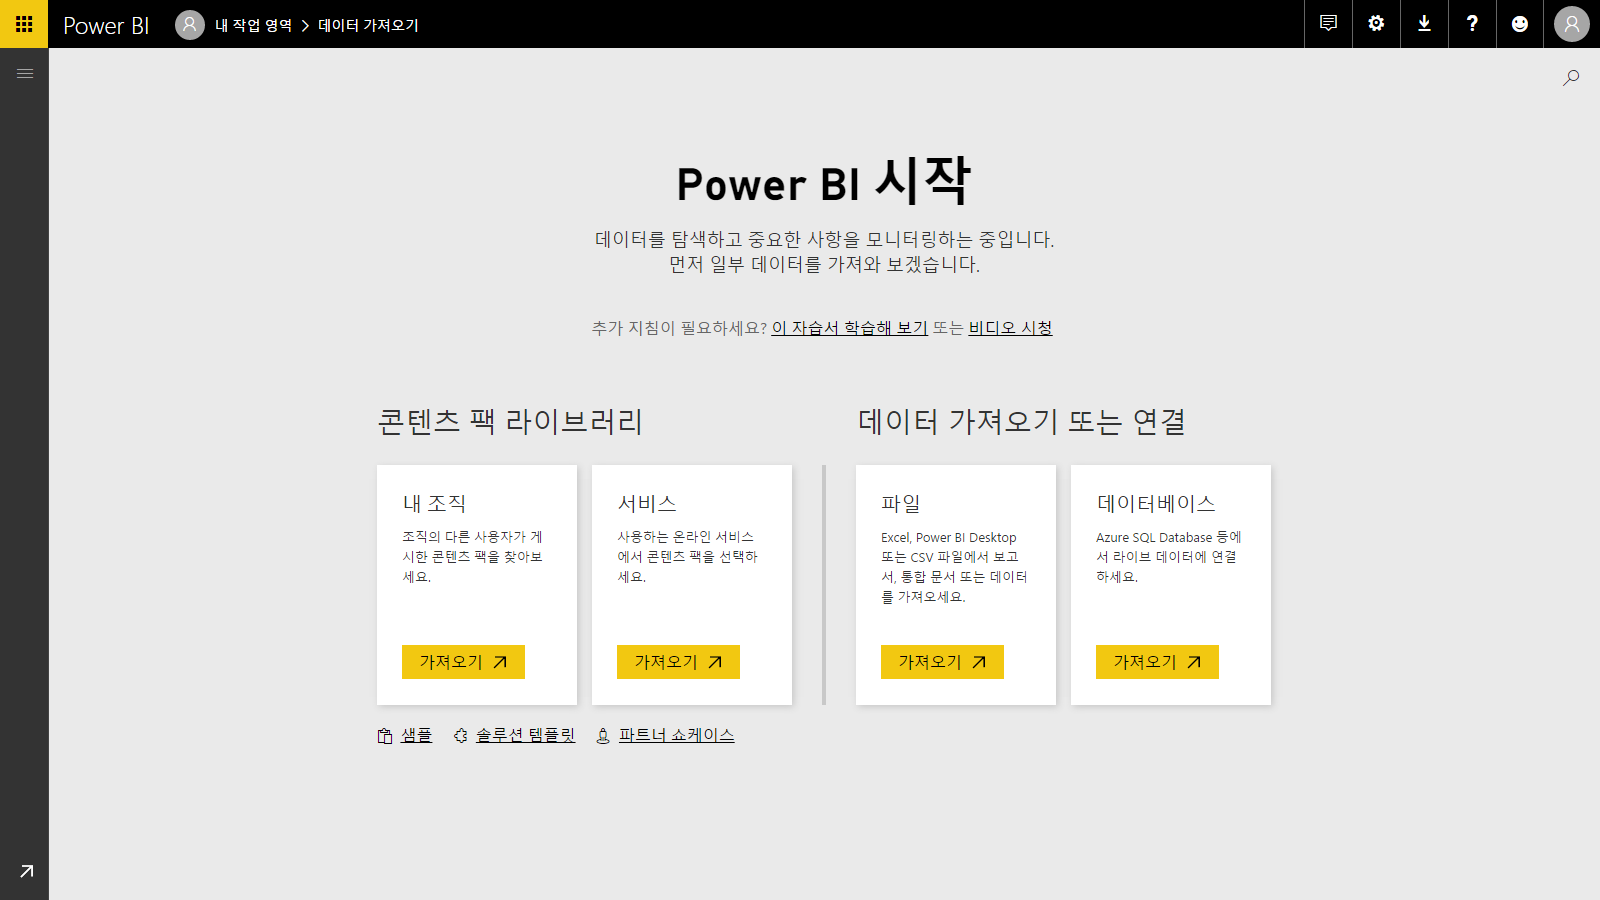 Power BI
내 작업 영역 > 데이터 가져오기
?
Power BI 시작
데이터를 탐색하고 중요한 사항을 모니터링하는 중입니다.
먼저 일부 데이터를 가져와 보겠습니다.
추가 지침이 필요하세요? 이 자습서 학습해 보기 또는 비디오 시청
콘텐츠 팩 라이브러리
내 조직
조직의 다른 사용자가 게
시한 콘텐츠 팩을 찾아보
세요.
가져오기
서비스
사용하는 온라인 서비스
에서 콘텐츠 팩을 선택하
세요.
가져오기
샘플
솔루션 템플릿
파트너 쇼케이스
데이터 가져오기 또는 연결
파일
Excel, Power BI Desktop
또는 CSV 파일에서 보고
서, 통합 문서 또는 데이터
를 가져오세요.
가져오기
데이터베이스
Azure SQL Database 등에
서 라이브 데이터에 연결
하세요.
가져오기